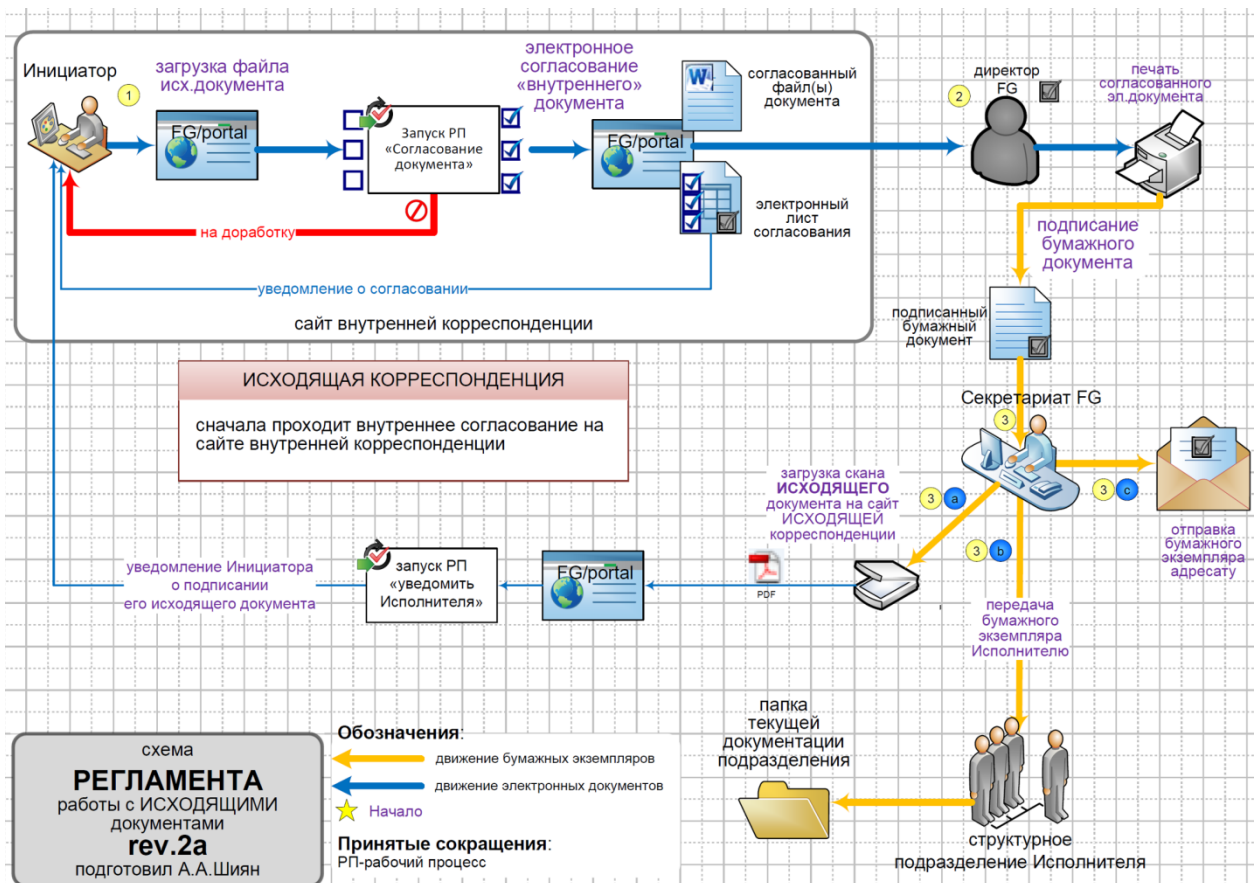 Инициатор
1
загрузка файла
исх.документа
FG/portal
Запуск РП
«Согласование
документа»
электронное
согласование
«внутреннего»
документа
FG/portal
W
согласованный
файл(ы)
документа
электронный
лист
согласования
на доработку
уведомление о согласовании
сайт внутренней корреспонденции
2
директор
FG
печать
согласованного
эл.документа
подписание
бумажного
документа
подписанный
бумажный
документ
ИСХОДЯЩАЯ КОРРЕСПОНДЕНЦИЯ
сначала проходит внутреннее согласование на
сайте внутренней корреспонденции
Секретариат FG
3
3 a
3 b
3 c
загрузка скана
ИСХОДЯЩЕГО
документа на сайт
ИСХОДЯЩЕЙ
корреспонденции
отправка
бумажного
экземпляра
адресату
PDF
FG/portal
запуск РП
«уведомить
Исполнителя»
уведомление Инициатора
о подписании
его исходящего документа
передача
бумажного
экземпляра
Исполнителю
папка
текущей
документации
подразделения
структурное
подразделение Исполнителя
схема
РЕГЛАМЕНТА
работы с ИСХОДЯЩИМИ
документами
rev.2a
подготовил А.А.Шиян
Обозначения:
движение бумажных экземпляров
движение электронных документов
Начало
Принятые сокращения:
РП-рабочий процесс